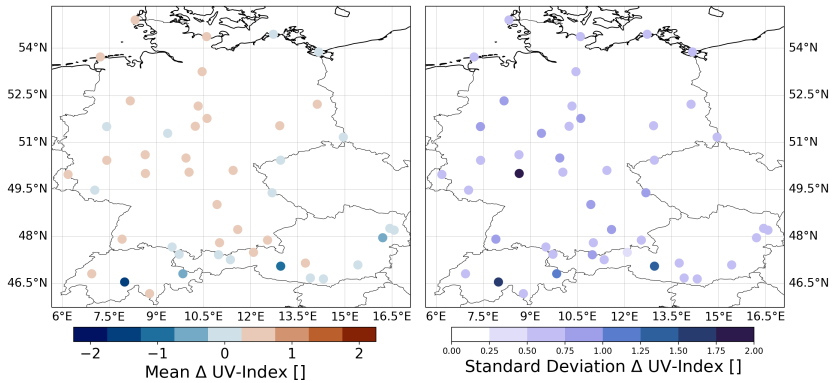 54°N 54°N
52.5°N 52.5°N
51°N 51°N
49.5°N 49.5°N
48°N 48°N
46.5°N 46.5°N
6°E 7.5°E 9°E 10.5°E 12°E 13.5°E 15°E 16.5°E 6°E 7.5°E 9°E 10.5°E 12°E 13.5°E 15°E 16.5°E
−2 −1 0 1 2
0.00 0.25 0.50 0.75 1.00 1.25 1.50 1.75 2.00
Mean Δ UV-Index []
Standard Deviation Δ UV-Index []